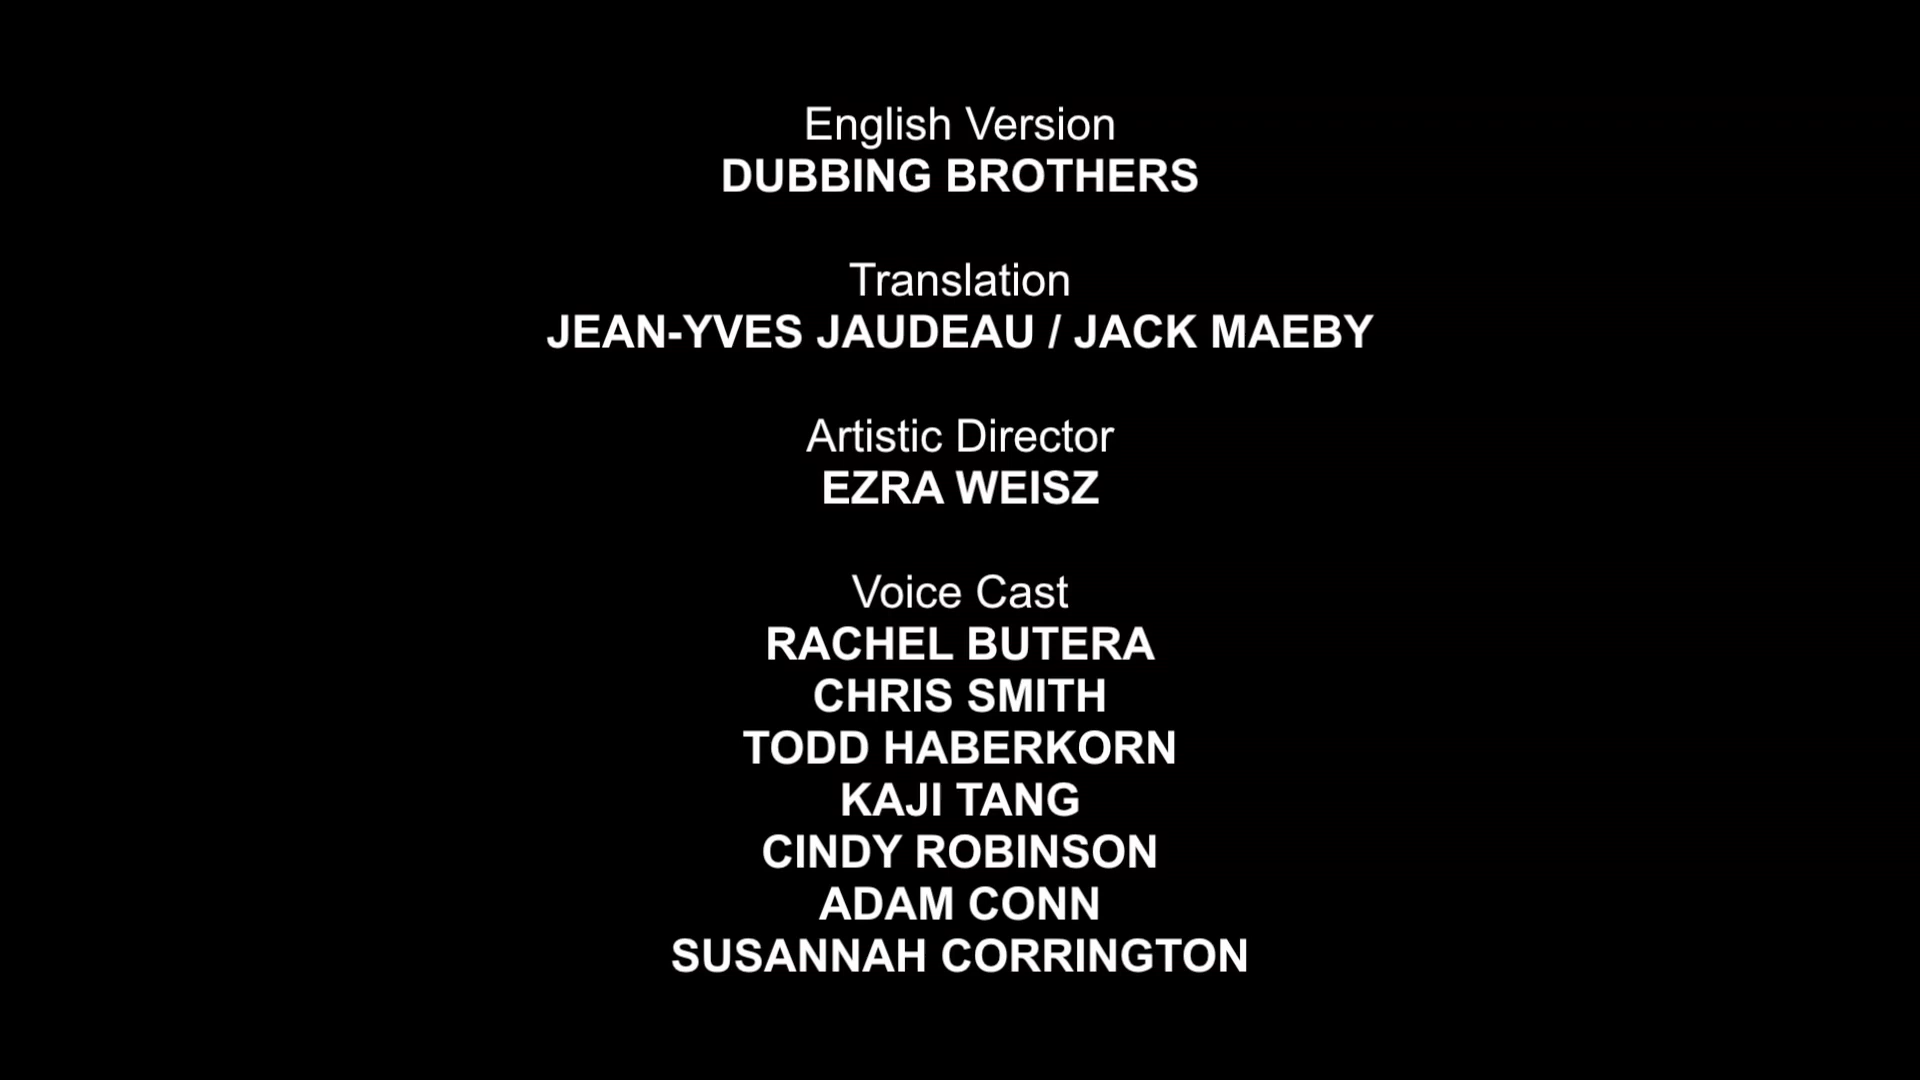 English Version
DUBBING BROTHERS
Translation
JEAN-YVES JAUDEAU / JACK MAEBY
Artistic Director
EZRA WEISZ
Voice Cast
RACHEL BUTERA
CHRIS SMITH
TODD HABERKORN
KAJI TANG
CINDY ROBINSON
ADAM CONN
SUSANNAH CORRINGTON